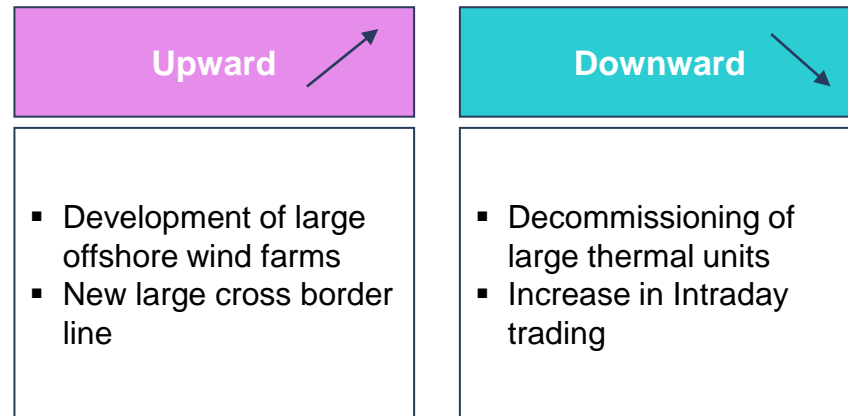 Upward
Downward
▪ Development of large
offshore wind farms
▪ New large cross border
line
▪ Decommissioning of
large thermal units
▪ Increase in Intraday
trading